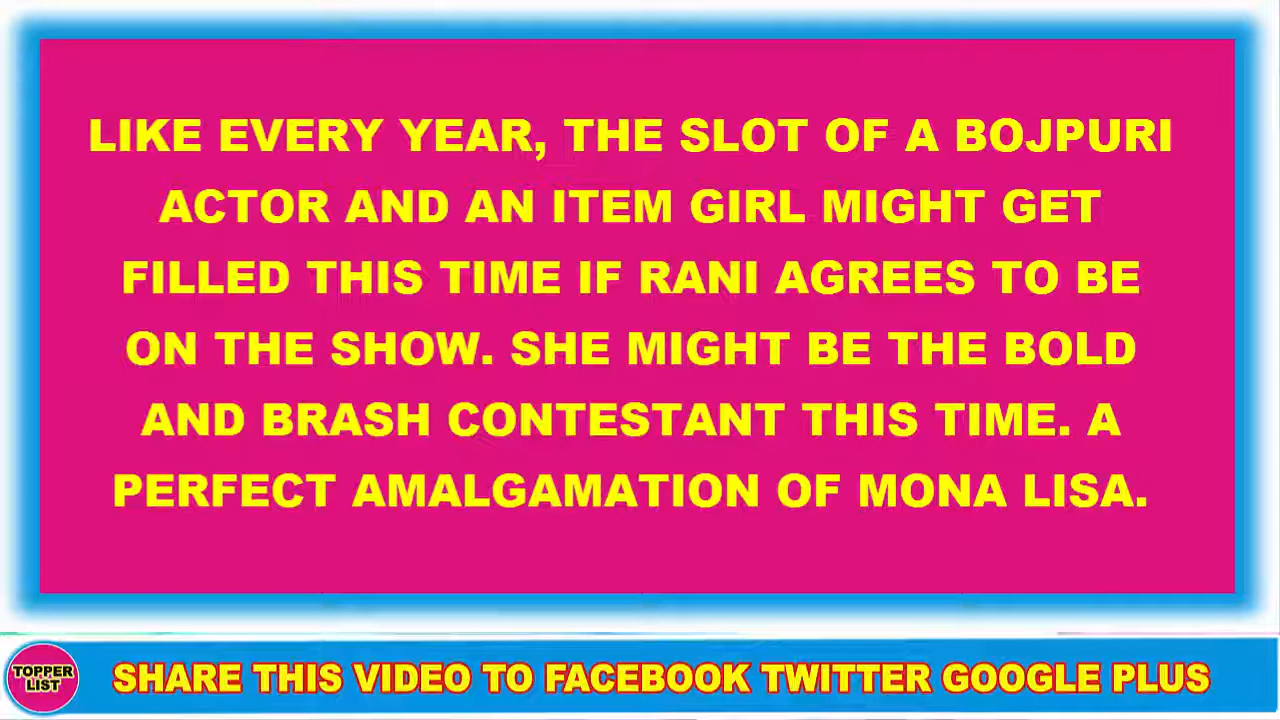 LIKE EVERY YEAR, THE SLOT OF A BOJPURI
ACTOR AND AN ITEM GIRL MIGHT GET
FILLED THIS TIME IF RANI AGREES TO BE
ON THE SHOW. SHE MIGHT BE THE BOLD
AND BRASH CONTESTANT THIS TIME. A
PERFECT AMALGAMATION OF MONA LISA.
TOPPER
LIST
SHARE THIS VIDEO TO FACEBOOK TWITTER GOOGLE PLUS